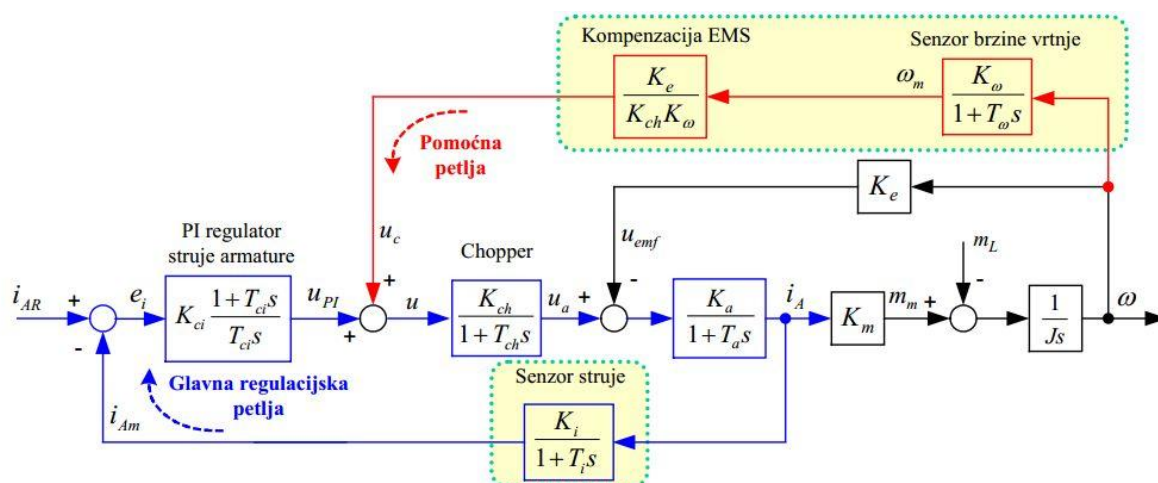 Kompenzacija EMS
Senzor brzine vrtnje
K_e
K_ch K_ω
ω_m
K_ω
1 + T_ω s
Pomoćna
petlja
K_e
PI regulator
struje armature
u_c
Chopper
u_emf
m_L
i_AR
+
-
e_i
K_ci
1 + T_ci s
T_ci s
u_PI
+
+
u
K_ch
1 + T_ch s
u_a
+
-
K_a
1 + T_a s
i_A
K_m
m_m
+
-
1
Js
ω
Glavna regulacijska
petlja
i_Am
Senzor struje
K_i
1 + T_i s